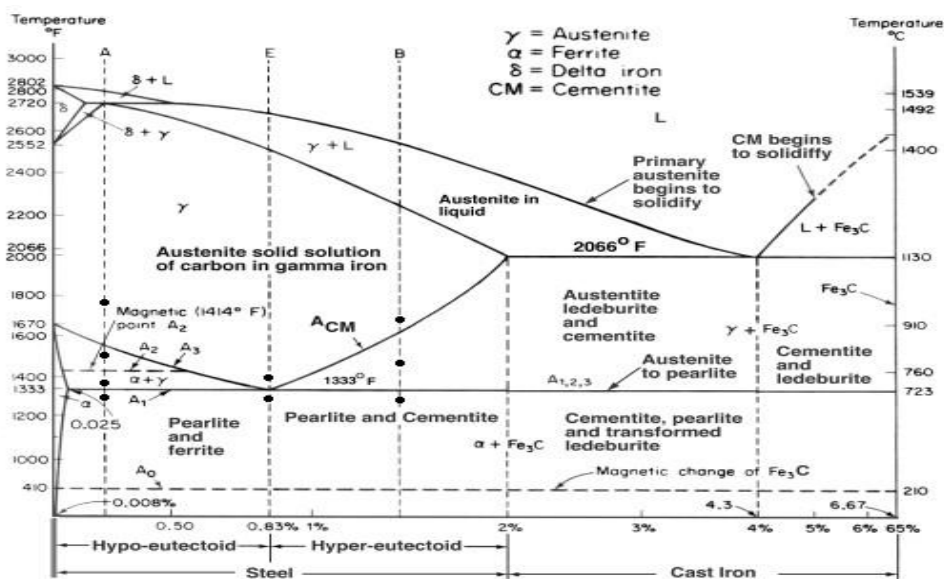 Temperature
°F
Temperature
°C
A
E
B
γ = Austenite
α = Ferrite
δ = Delta iron
CM = Cementite
3000
2802
2800
2720
2600
2552
2400
2200
2066
2000
1800
1670
1600
1400
1333
1200
1000
410
1539
1492
1400
1130
910
760
723
210
δ + L
δ
δ + γ
γ + L
L
CM begins
to solidiffy
Primary
austenite
begins to
solidify
Austenite in
liquid
γ
L + Fe₃C
2066⁰ F
Austenite solid solution
of carbon in gamma iron
Austentite
ledeburite
and
cementite
Fe₃C
Magnetic (1414° F)
point A₂
A_CM
γ + Fe₃C
Cementite and
ledeburite
A₂
A₃
α+γ
1333⁰ F
A₁,₂,₃
Austenite
to pearlite
α
A₁
0.025
Pearlite
and
ferrite
Pearlite and Cementite
α + Fe₃C
Cementite, pearlite
and transformed
ledeburite
A₀
Magnetic change of Fe₃C
0.008%
4.3
6.67
0.50
0.83%
1%
2%
3%
4%
5%
6%
65%
Hypo-eutectoid
Hyper-eutectoid
Steel
Cast Iron